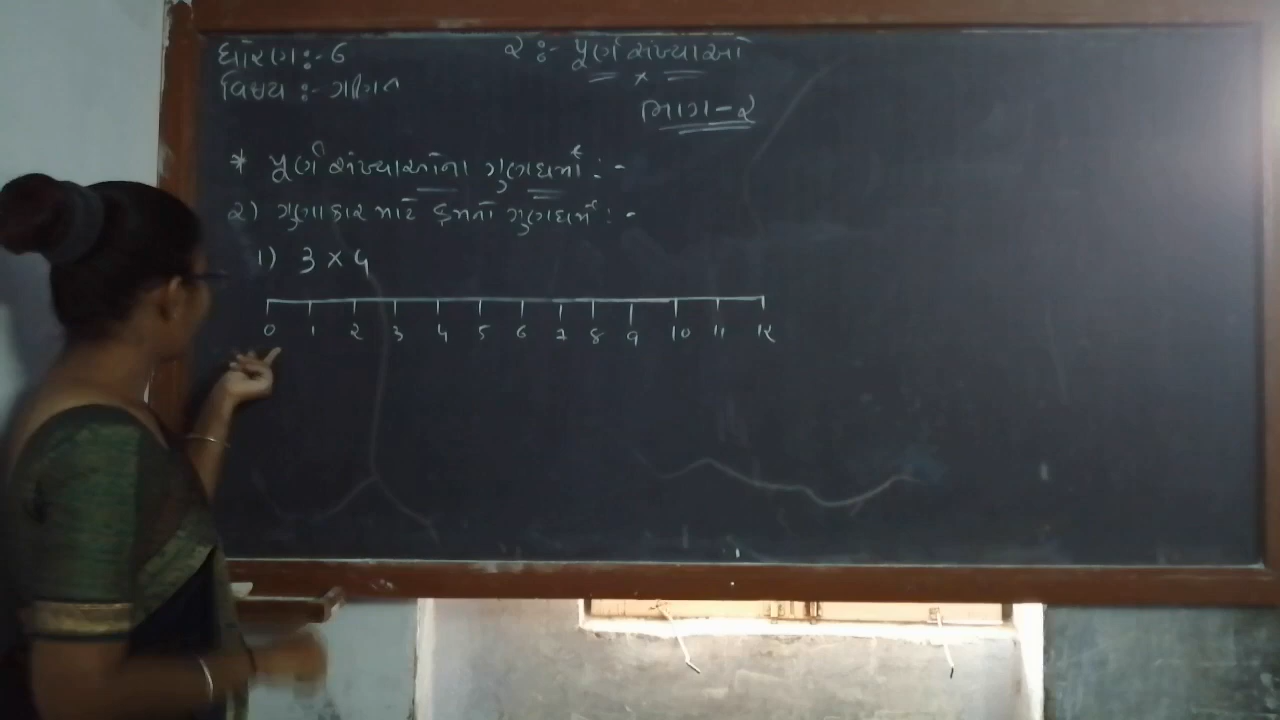 ધોરણ :- 6
વિષય :- ગણિત
૨ :- પૂર્ણ સંખ્યાઓ
ભાગ - ૨
* પૂર્ણ સંખ્યાઓના ગુણધર્મો :-
૨) ગુણાકાર માટે ક્રમનો ગુણધર્મ :-
1) 3 × 4
0 1 2 3 4 5 6 7 8 9 10 11 12